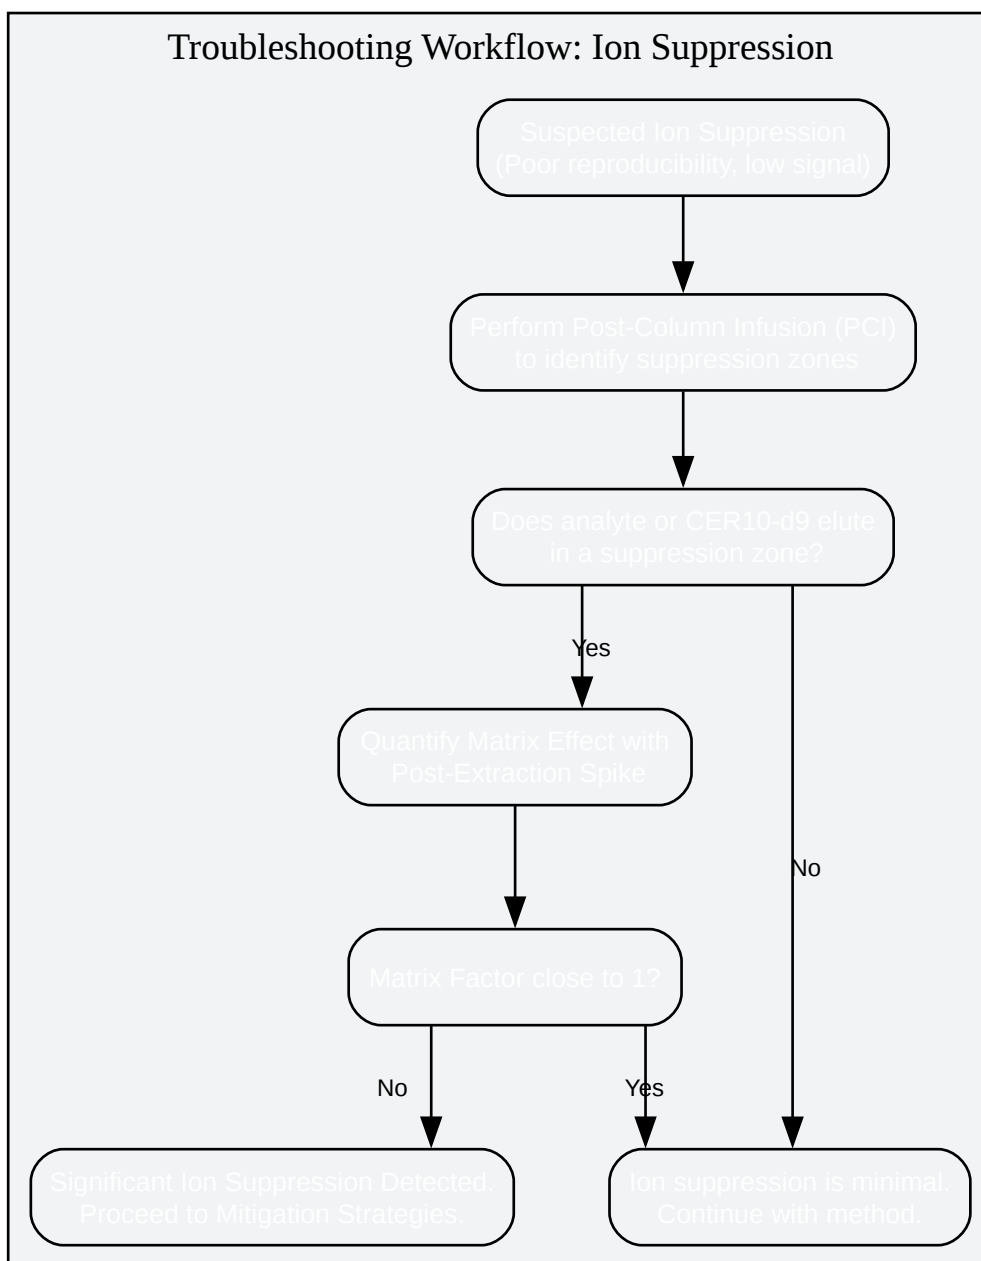 Troubleshooting Workflow: Ion Suppression
Suspected Ion Suppression
(Poor reproducibility, low signal)
Perform Post-Column Infusion (PCI)
to identify suppression zones
Does analyte or CER10-d9 elute
in a suppression zone?
Yes
Quantify Matrix Effect with
Post-Extraction Spike
No
Matrix Factor close to 1?
No
Yes
Significant Ion Suppression Detected.
Proceed to Mitigation Strategies.
Ion suppression is minimal.
Continue with method.